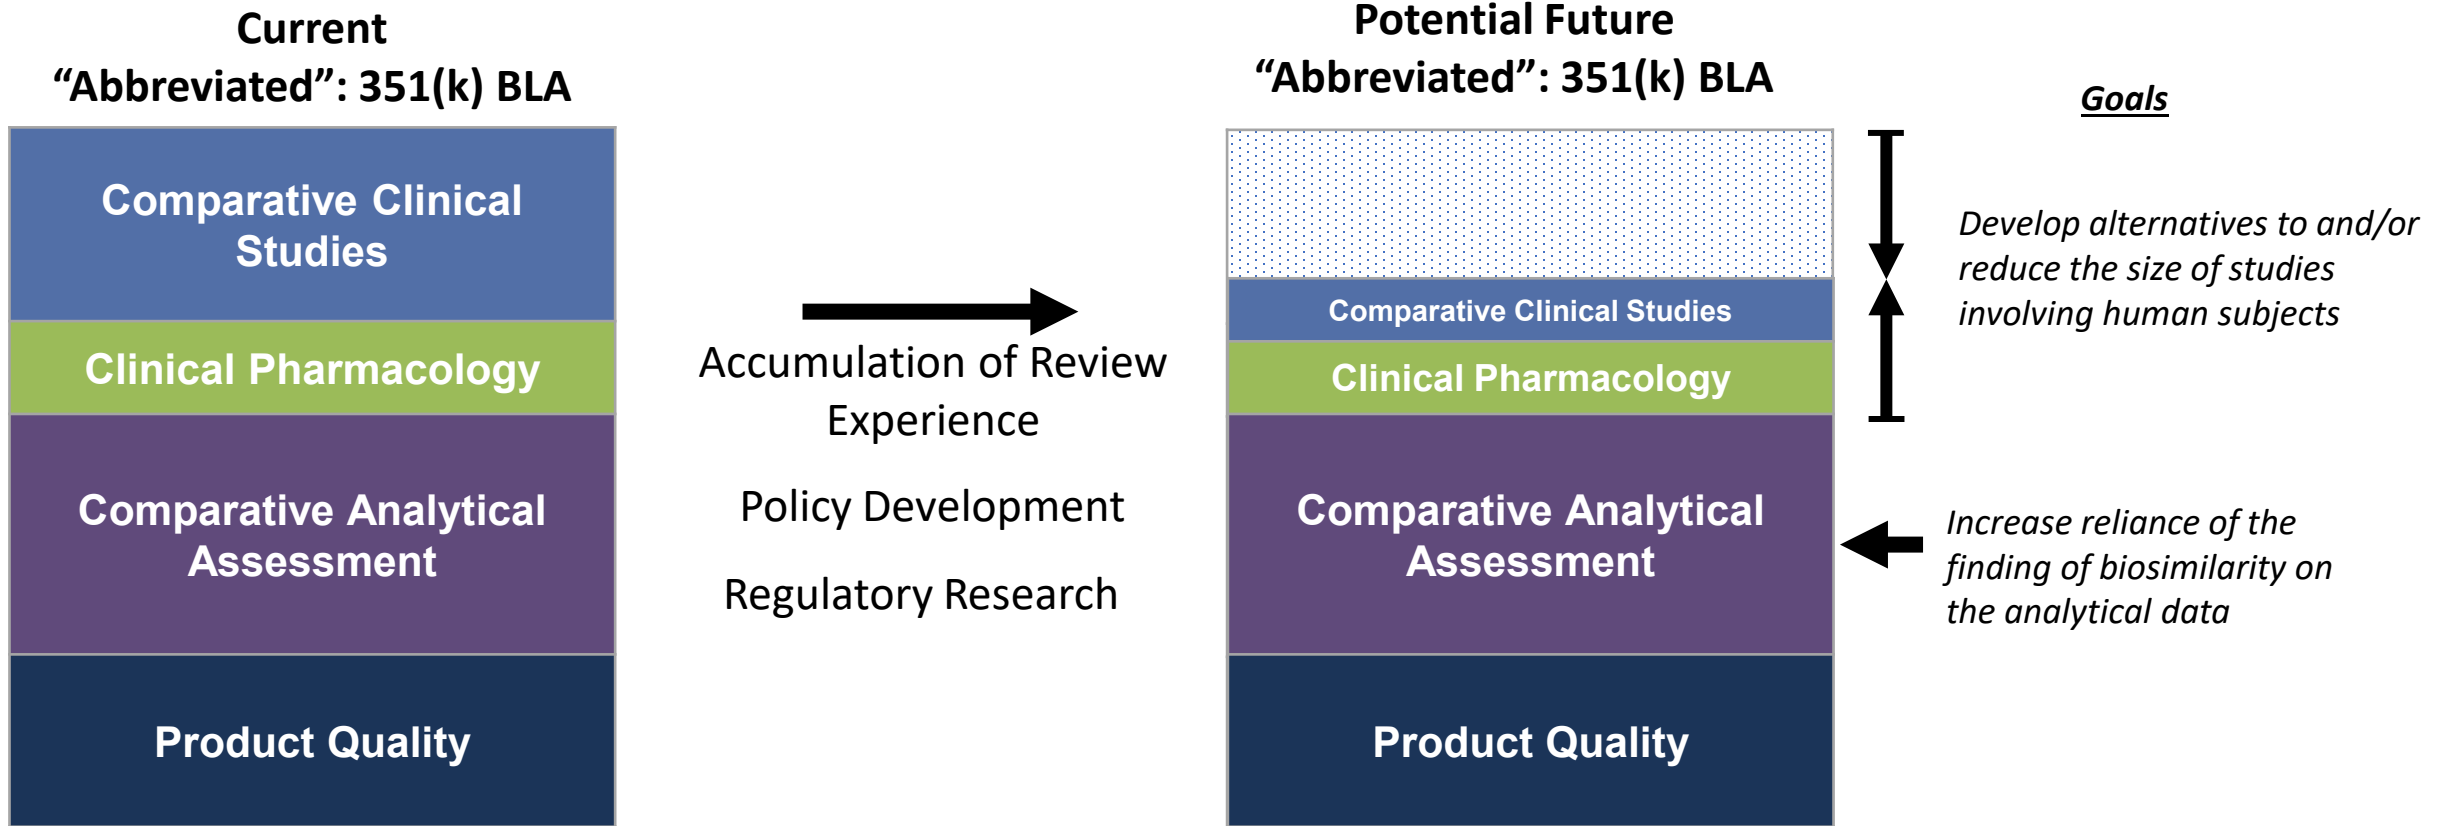 Current
“Abbreviated”: 351(k) BLA
Comparative Clinical
Studies
Clinical Pharmacology
Comparative Analytical
Assessment
Product Quality
Accumulation of Review
Experience
Policy Development
Regulatory Research
Potential Future
“Abbreviated”: 351(k) BLA
Comparative Clinical Studies
Clinical Pharmacology
Comparative Analytical
Assessment
Product Quality
Goals
Develop alternatives to and/or
reduce the size of studies
involving human subjects
Increase reliance of the
finding of biosimilarity on
the analytical data